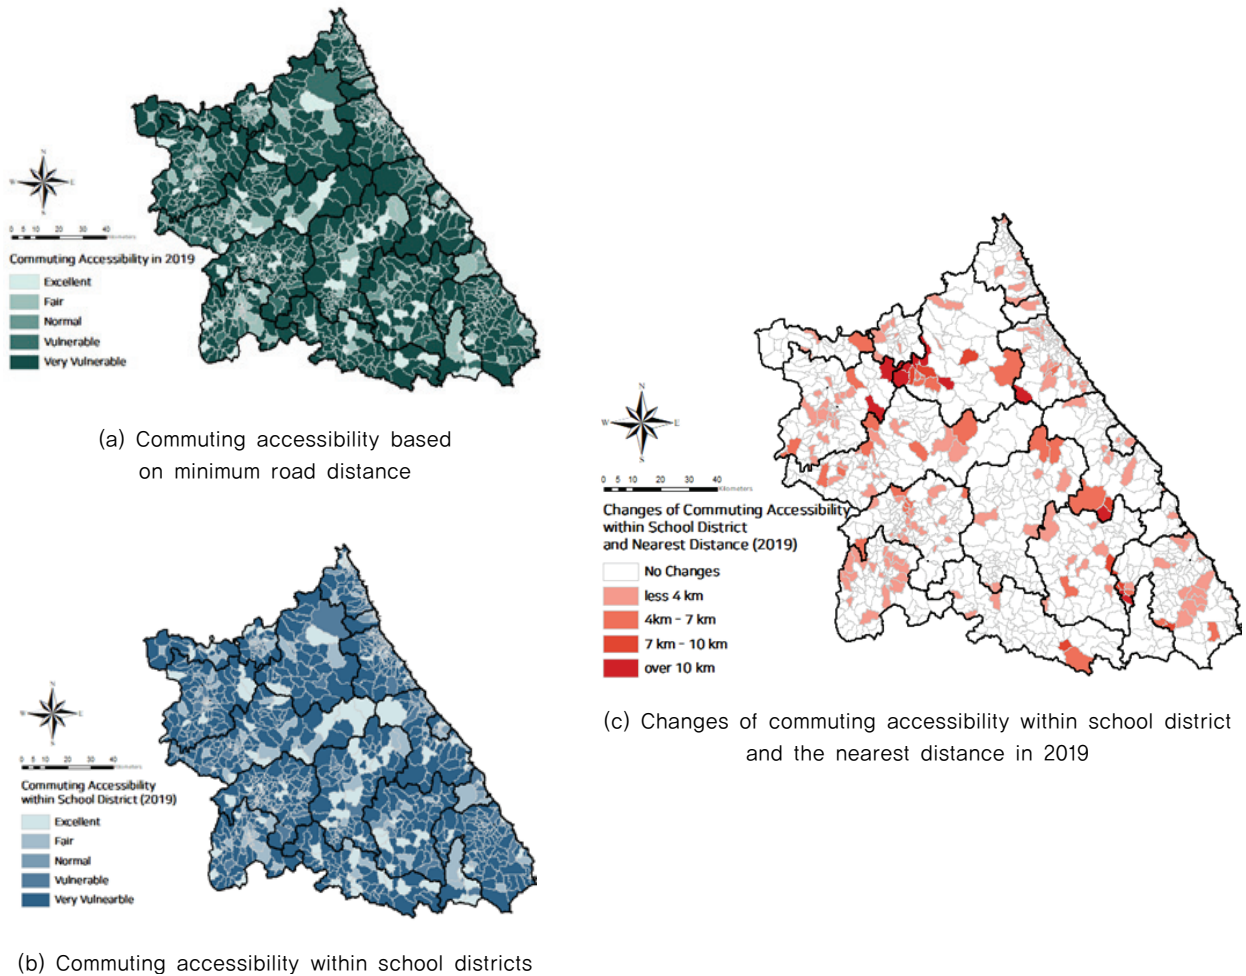 N
W
E
S
0 5 10 20 30 40
Kilometers
Commuting Accessibility in 2019
Excellent
Fair
Normal
Vulnerable
Very Vulnerable
(a) Commuting accessibility based
on minimum road distance
N
W
E
S
0 5 10 20 30 40
Kilometers
Commuting Accessibility
within School District (2019)
Excellent
Fair
Normal
Vulnerable
Very Vulnearble
(b) Commuting accessibility within school districts
N
W
E
S
0 5 10 20 30 40
Kilometers
Changes of Commuting Accessibility
within School District
and Nearest Distance (2019)
No Changes
less 4 km
4km - 7 km
7 km - 10 km
over 10 km
(c) Changes of commuting accessibility within school district
and the nearest distance in 2019